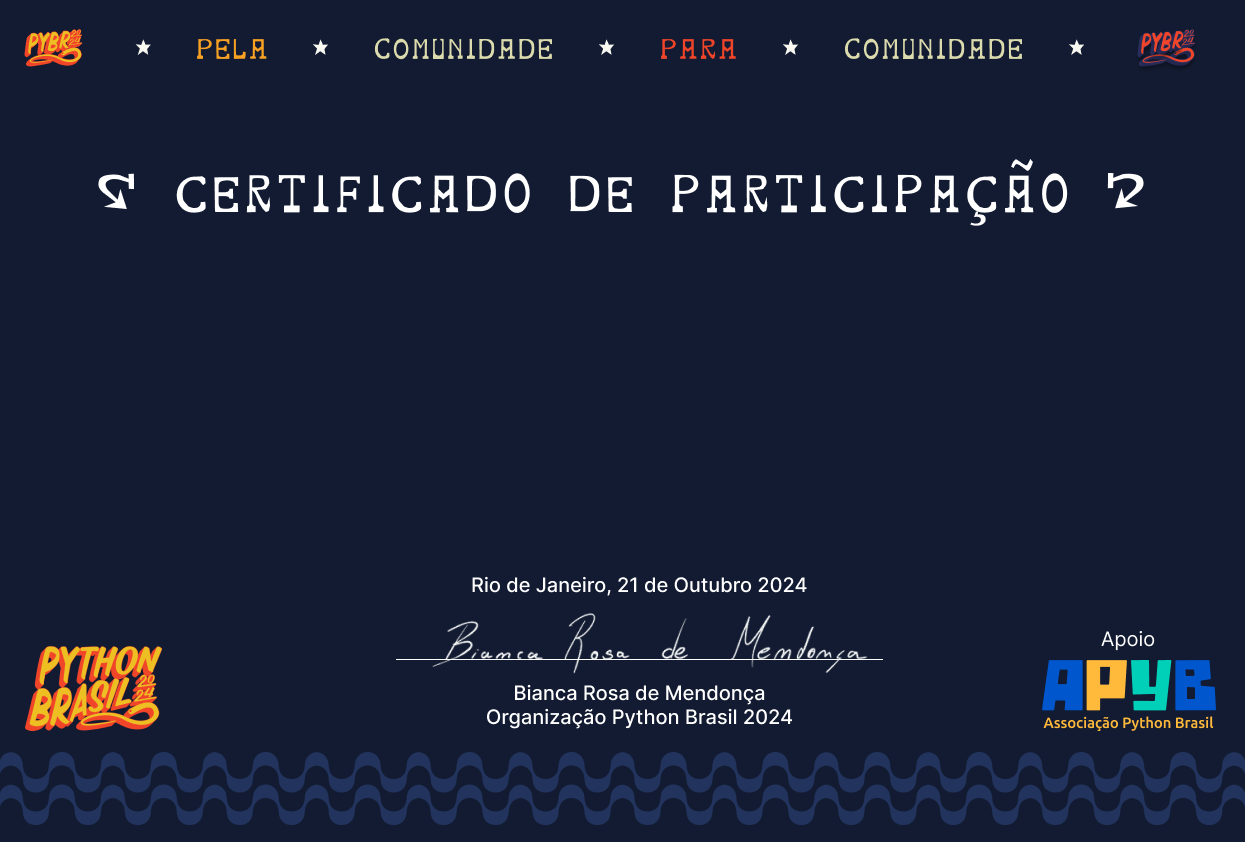 PYBR 2024 ★ PELA ★ COMUNIDADE ★ PARA ★ COMUNIDADE ★ PYBR 2024
CERTIFICADO DE PARTICIPAÇÃO
Rio de Janeiro, 21 de Outubro 2024
Bianca Rosa de Mendonça
Bianca Rosa de Mendonça
Organização Python Brasil 2024
PYTHON
BRASIL 2024
Apoio
APYB
Associação Python Brasil